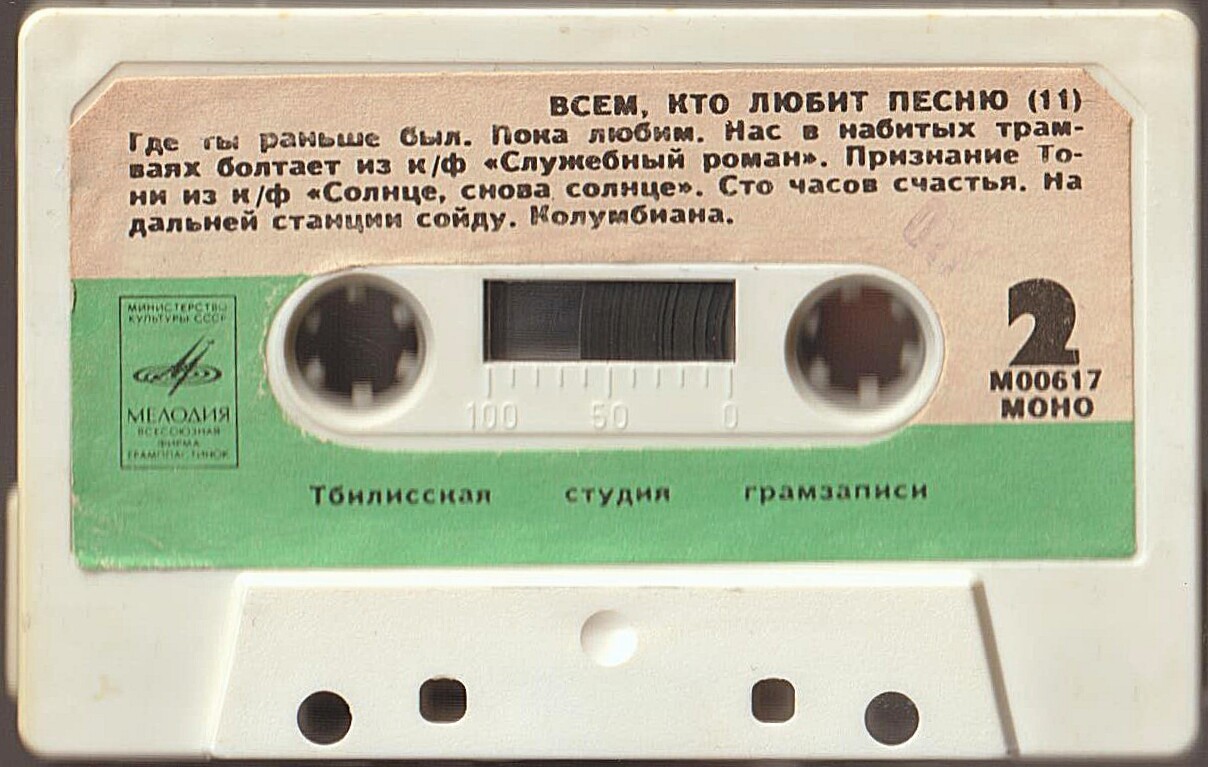 ВСЕМ, КТО ЛЮБИТ ПЕСНЮ (11)
Где ты раньше был. Пока любим. Нас в набитых трам-
ваях болтает из к/ф «Служебный роман». Признание То-
ни из к/ф «Солнце, снова солнце». Сто часов счастья. На
дальней станции сойду. Колумбиана.
МИНИСТЕРСТВО
КУЛЬТУРЫ СССР
МЕЛОДИЯ
ВСЕСОЮЗНАЯ
ФИРМА
ГРАМПЛАСТИНОК
100 50 0
2
М00617
МОНО
Тбилисская студия грамзаписи